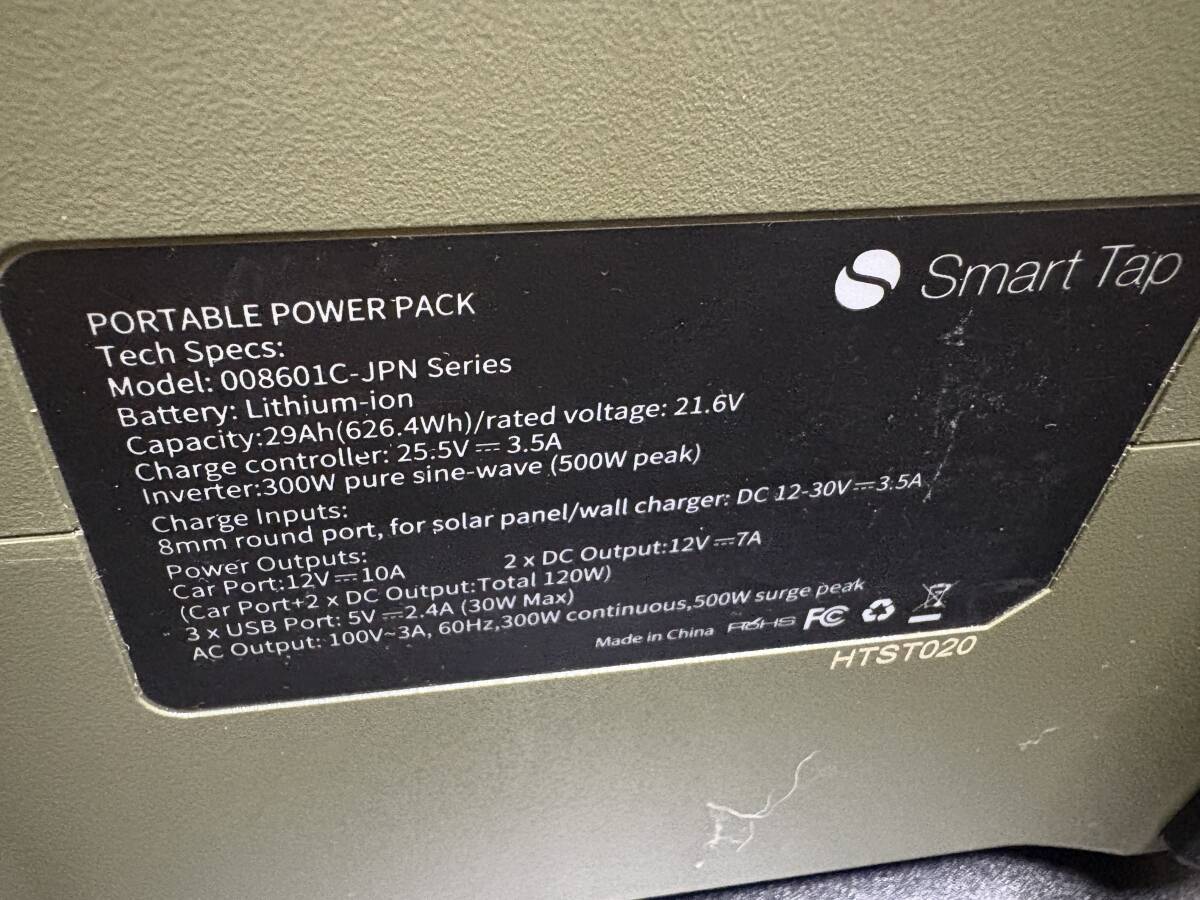 Smart Tap
PORTABLE POWER PACK
Tech Specs:
Model: 008601C-JPN Series
Battery: Lithium-ion
Capacity:29Ah(626.4Wh)/rated voltage: 21.6V
Charge controller: 25.5V⎓3.5A
Inverter:300W pure sine-wave (500W peak)
Charge Inputs:
8mm round port, for solar panel/wall charger: DC 12-30V⎓3.5A
Power Outputs:
Car Port:12V⎓10A 2 x DC Output:12V⎓7A
(Car Port+2 x DC Output:Total 120W)
3 x USB Port: 5V⎓2.4A (30W Max)
AC Output: 100V~3A, 60Hz,300W continuous,500W surge peak
Made in China RoHS FC
HTST020